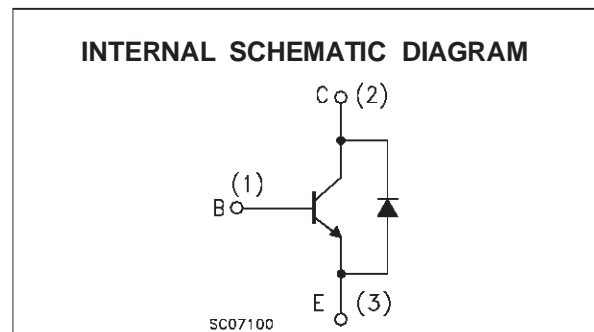 INTERNAL SCHEMATIC DIAGRAM
C (2)
(1)
B
E (3)
SC07100